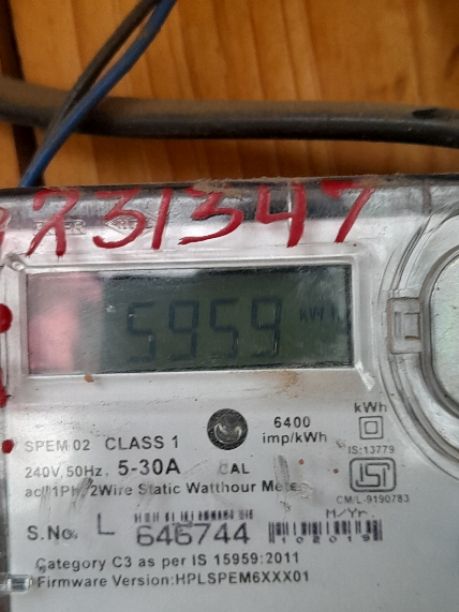 731347
5959 kWh
SPEM 02 CLASS 1
6400 imp/kWh
kWh
240V, 50Hz, 5-30A CAL
IS:13779
ac 1Ph 2Wire Static Watthour Meter
ISI
CM/L-9190783
M/Yr.
S.No. L 646744
102019
Category C3 as per IS 15959:2011
Firmware Version:HPLSPEM6XXX01